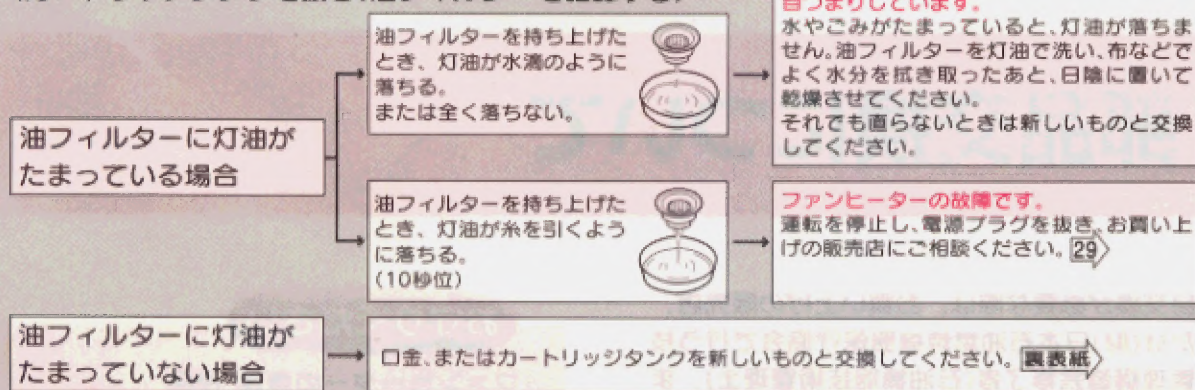 油フィルターに灯油が
たまっている場合
油フィルターを持ち上げた
とき、灯油が水滴のように
落ちる。
または全く落ちない。
目づまりしています。
水やごみがたまっていると、灯油が落ちま
せん。油フィルターを灯油で洗い、布などで
よく水分を拭き取ったあと、日陰に置いて
乾燥させてください。
それでも直らないときは新しいものと交換
してください。
油フィルターを持ち上げた
とき、灯油が糸を引くよう
に落ちる。
(10秒位)
ファンヒーターの故障です。
運転を停止し、電源プラグを抜き、お買い上
げの販売店にご相談ください。29
油フィルターに灯油が
たまっていない場合
口金、またはカートリッジタンクを新しいものと交換してください。裏表紙